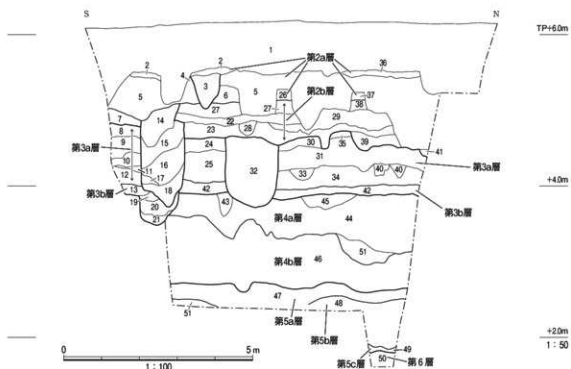 S N
TP+6.0m
1
2 2 36
4 第2a層
5 3 6 5 26 37
27 27 第2b層 38
7 14 22 29
8 23 28
第3a層 9 15 24 30 35 39 41
10 11 16 25 32 31 第3a層
12 17 33 34 40 40
+4.0m
第3b層 13 18 42 42
19 20 43 45 第3b層
21 第4a層 44
51
第4b層 46
47
51 第5a層 48
第5b層
+2.0m
49 1:50
第5c層 50 第6層
0 5 m
1:100